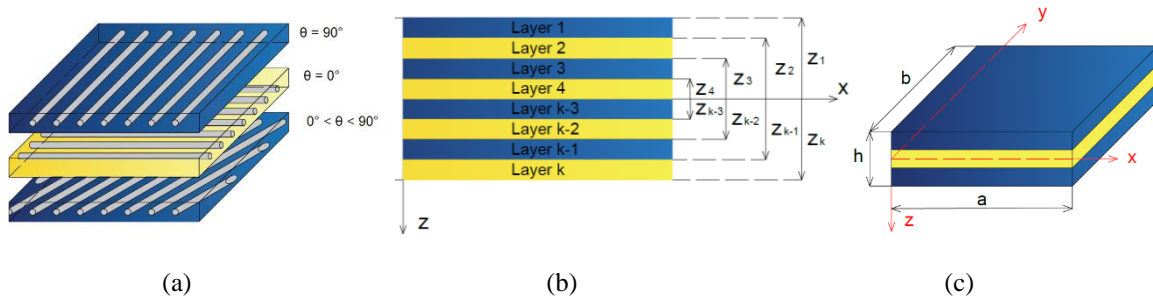 θ = 90°
θ = 0°
0° < θ < 90°
(a)
Layer 1
Layer 2
Layer 3
Layer 4
Layer k-3
Layer k-2
Layer k-1
Layer k
z4
zk-3
z3
zk-2
z2
zk-1
z1
zk
x
z
(b)
y
b
h
x
a
z
(c)